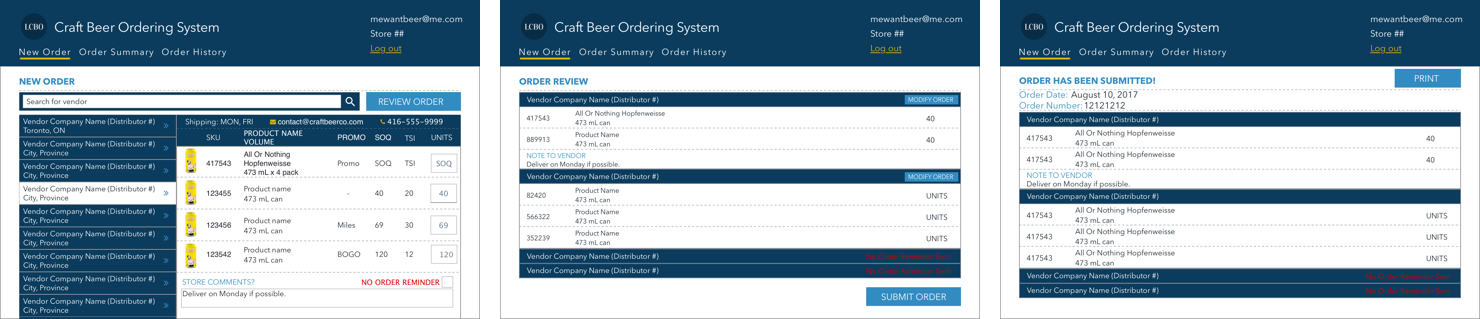 LCBO
Craft Beer Ordering System
mewantbeer@me.com
Store ##
Log out
New Order Order Summary Order History
NEW ORDER
Search for vendor
REVIEW ORDER
Vendor Company Name (Distributor #)
Toronto, ON
Vendor Company Name (Distributor #)
City, Province
Vendor Company Name (Distributor #)
City, Province
Vendor Company Name (Distributor #)
City, Province
Vendor Company Name (Distributor #)
City, Province
Vendor Company Name (Distributor #)
City, Province
Vendor Company Name (Distributor #)
City, Province
Vendor Company Name (Distributor #)
City, Province
Vendor Company Name (Distributor #)
City, Province
Shipping: MON, FRI contact@craftbeerco.com 416-555-9999
SKU PRODUCT NAME VOLUME PROMO SOQ TSI UNITS
417543 All Or Nothing Hopfenweisse Promo SOQ TSI SOQ
473 mL x 4 pack
123455 Product name - 40 20 40
473 mL can
123456 Product name Miles 69 30 69
473 mL can
123542 Product name BOGO 120 12 120
473 mL can
STORE COMMENTS? NO ORDER REMINDER
Deliver on Monday if possible.
LCBO
Craft Beer Ordering System
mewantbeer@me.com
Store ##
Log out
New Order Order Summary Order History
ORDER REVIEW
Vendor Company Name (Distributor #) MODIFY ORDER
417543 All Or Nothing Hopfenweisse 40
473 mL can
889913 Product Name 40
473 mL can
NOTE TO VENDOR
Deliver on Monday if possible.
Vendor Company Name (Distributor #) MODIFY ORDER
82420 Product Name UNITS
473 mL can
566322 Product Name
473 mL can
352239 Product Name UNITS
473 mL can
Vendor Company Name (Distributor #) No Order Reminder Sent
Vendor Company Name (Distributor #) No Order Reminder Sent
SUBMIT ORDER
LCBO
Craft Beer Ordering System
mewantbeer@me.com
Store ##
Log out
New Order Order Summary Order History
ORDER HAS BEEN SUBMITTED!
PRINT
Order Date: August 10, 2017
Order Number: 12121212
Vendor Company Name (Distributor #)
417543 All Or Nothing Hopfenweisse 40
473 mL can
417543 All Or Nothing Hopfenweisse 40
473 mL can
NOTE TO VENDOR
Deliver on Monday if possible.
Vendor Company Name (Distributor #)
417543 All Or Nothing Hopfenweisse UNITS
473 mL can
417543 All Or Nothing Hopfenweisse
473 mL can
417543 All Or Nothing Hopfenweisse UNITS
473 mL can
Vendor Company Name (Distributor #) No Order Reminder Sent
Vendor Company Name (Distributor #) No Order Reminder Sent